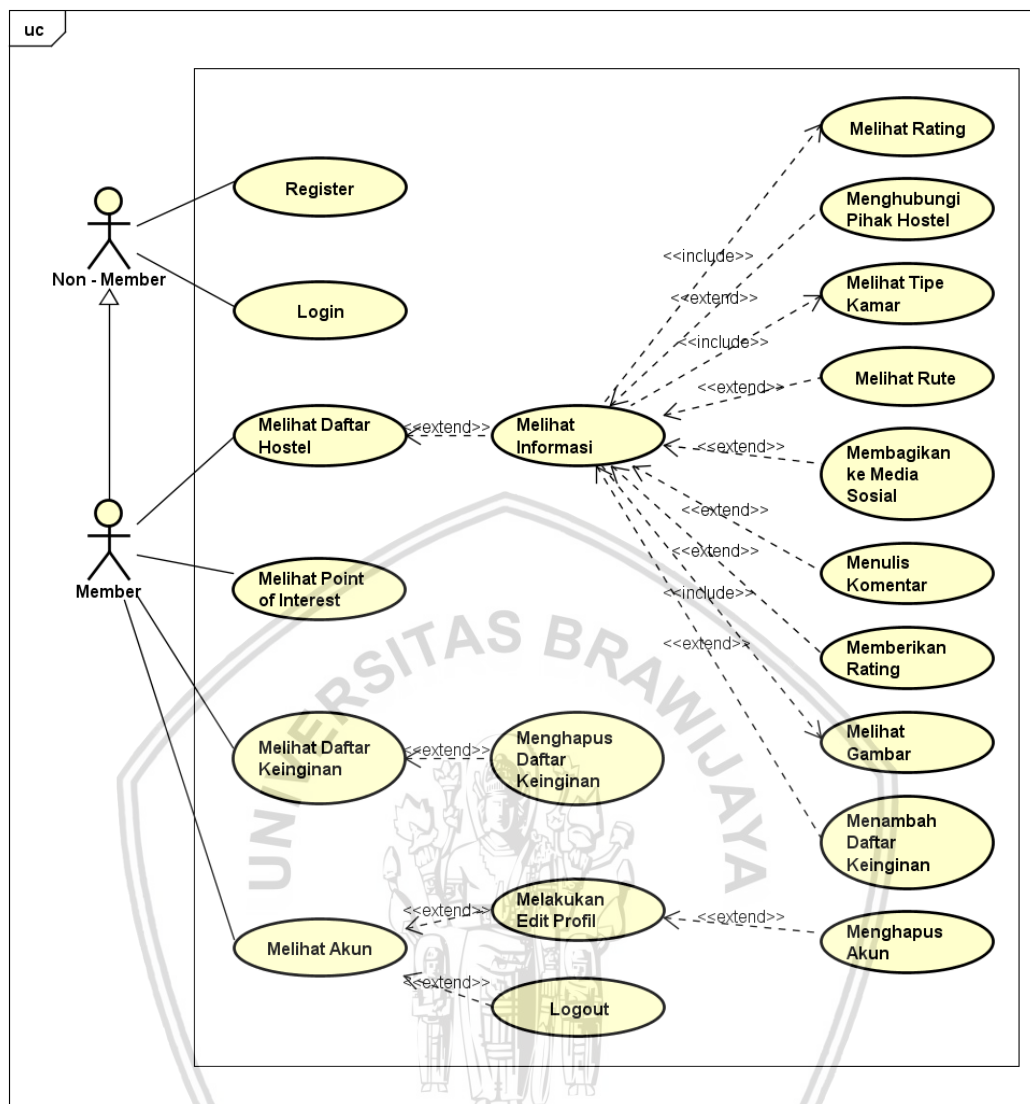 uc
Non - Member
Member
Register
Login
Melihat Daftar
Hostel
<<extend>>
Melihat
Informasi
Melihat Point
of Interest
Melihat Daftar
Keinginan
<<extend>>
Menghapus
Daftar
Keinginan
Melihat Akun
<<extend>>
Melakukan
Edit Profil
<<extend>>
Menghapus
Akun
<<extend>>
Logout
<<include>>
<<extend>>
<<include>>
<<extend>>
<<extend>>
<<extend>>
<<extend>>
<<include>>
<<extend>>
Melihat Rating
Menghubungi
Pihak Hostel
Melihat Tipe
Kamar
Melihat Rute
Membagikan
ke Media
Sosial
Menulis
Komentar
Memberikan
Rating
Melihat
Gambar
Menambah
Daftar
Keinginan
UNIVERSITAS BRAWIJAYA